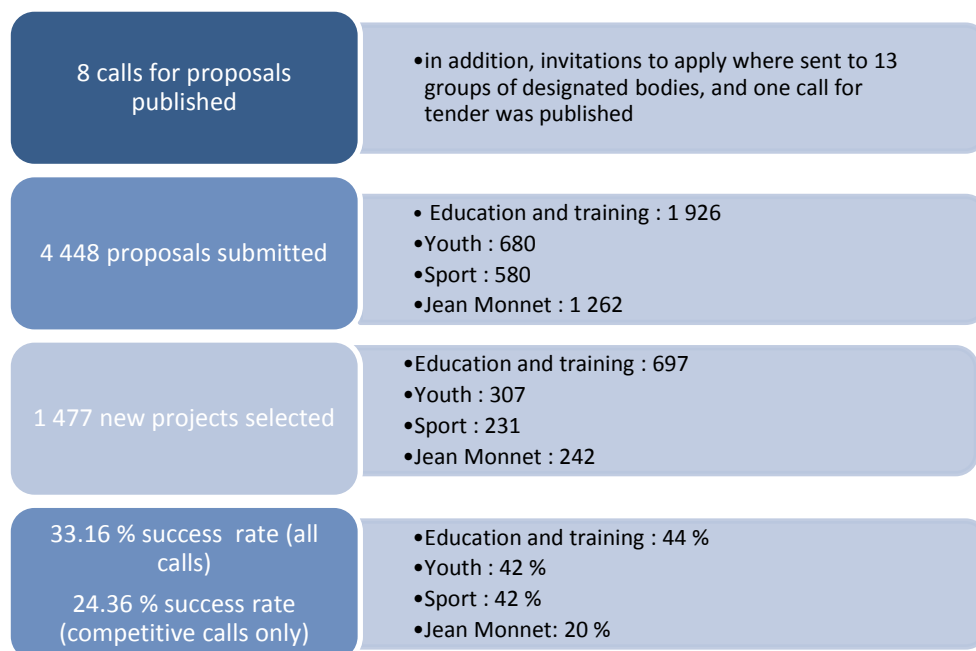 8 calls for proposals
published
•in addition, invitations to apply where sent to 13
groups of designated bodies, and one call for
tender was published
4 448 proposals submitted
• Education and training : 1 926
•Youth : 680
•Sport : 580
•Jean Monnet : 1 262
1 477 new projects selected
•Education and training : 697
•Youth : 307
•Sport : 231
•Jean Monnet : 242
33.16 % success rate (all
calls)
24.36 % success rate
(competitive calls only)
•Education and training : 44 %
•Youth : 42 %
•Sport : 42 %
•Jean Monnet: 20 %